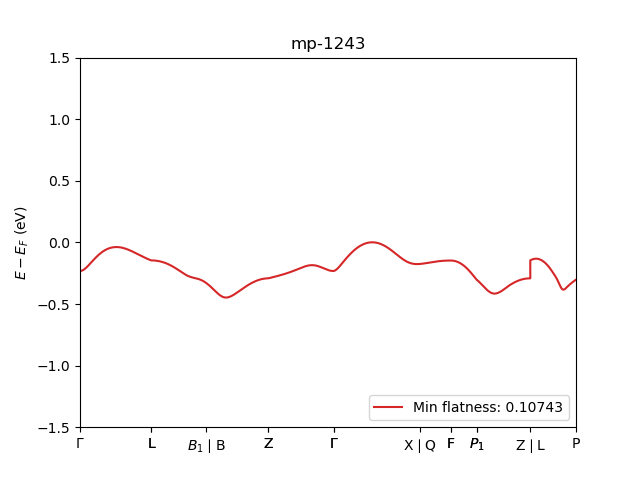 mp-1243
E − E_F (eV)
1.5
1.0
0.5
0.0
−0.5
−1.0
−1.5
Min flatness: 0.10743
Γ L B₁ | B Z Γ X | Q F P₁ Z | L P